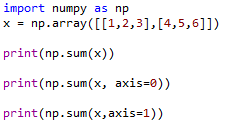 import numpy as np
x = np.array([[1,2,3],[4,5,6]])
print(np.sum(x))
print(np.sum(x, axis=0))
print(np.sum(x,axis=1))